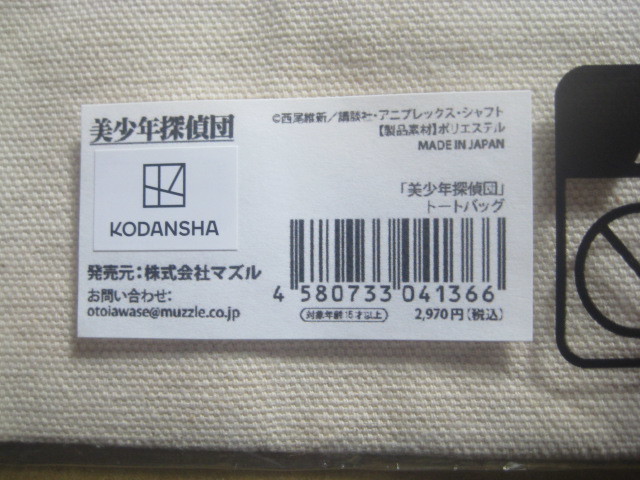 美少年探偵団
©西尾維新／講談社・アニプレックス・シャフト
【製品素材】ポリエステル
MADE IN JAPAN
KODANSHA
「美少年探偵団」
トートバッグ
発売元：株式会社マズル
お問い合わせ：
otoiawase@muzzle.co.jp
4 580733 041366
対象年齢15才以上
2,970円（税込）